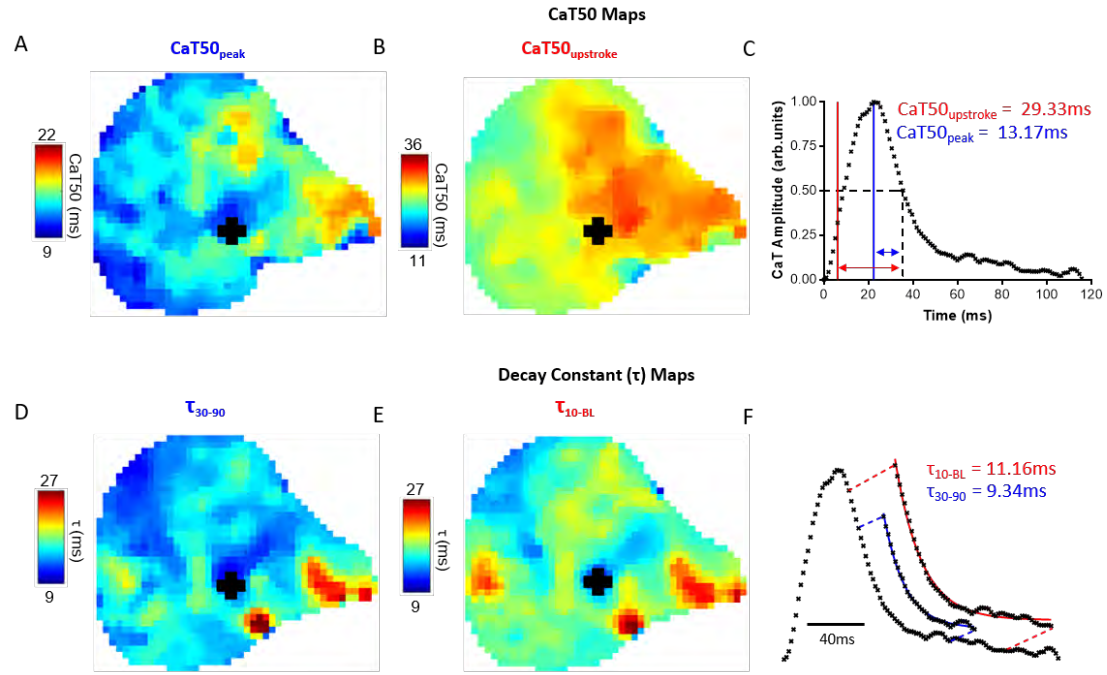 CaT50 Maps
A
CaT50peak
B
CaT50upstroke
C
22
CaT50 (ms)
9
36
CaT50 (ms)
11
CaT50upstroke = 29.33ms
CaT50peak = 13.17ms
CaT Amplitude (arb.units)
1.00
0.75
0.50
0.25
0.00
0 20 40 60 80 100 120
Time (ms)
Decay Constant (τ) Maps
D
τ30-90
E
τ10-BL
F
27
τ (ms)
9
27
τ (ms)
9
τ10-BL = 11.16ms
τ30-90 = 9.34ms
40ms